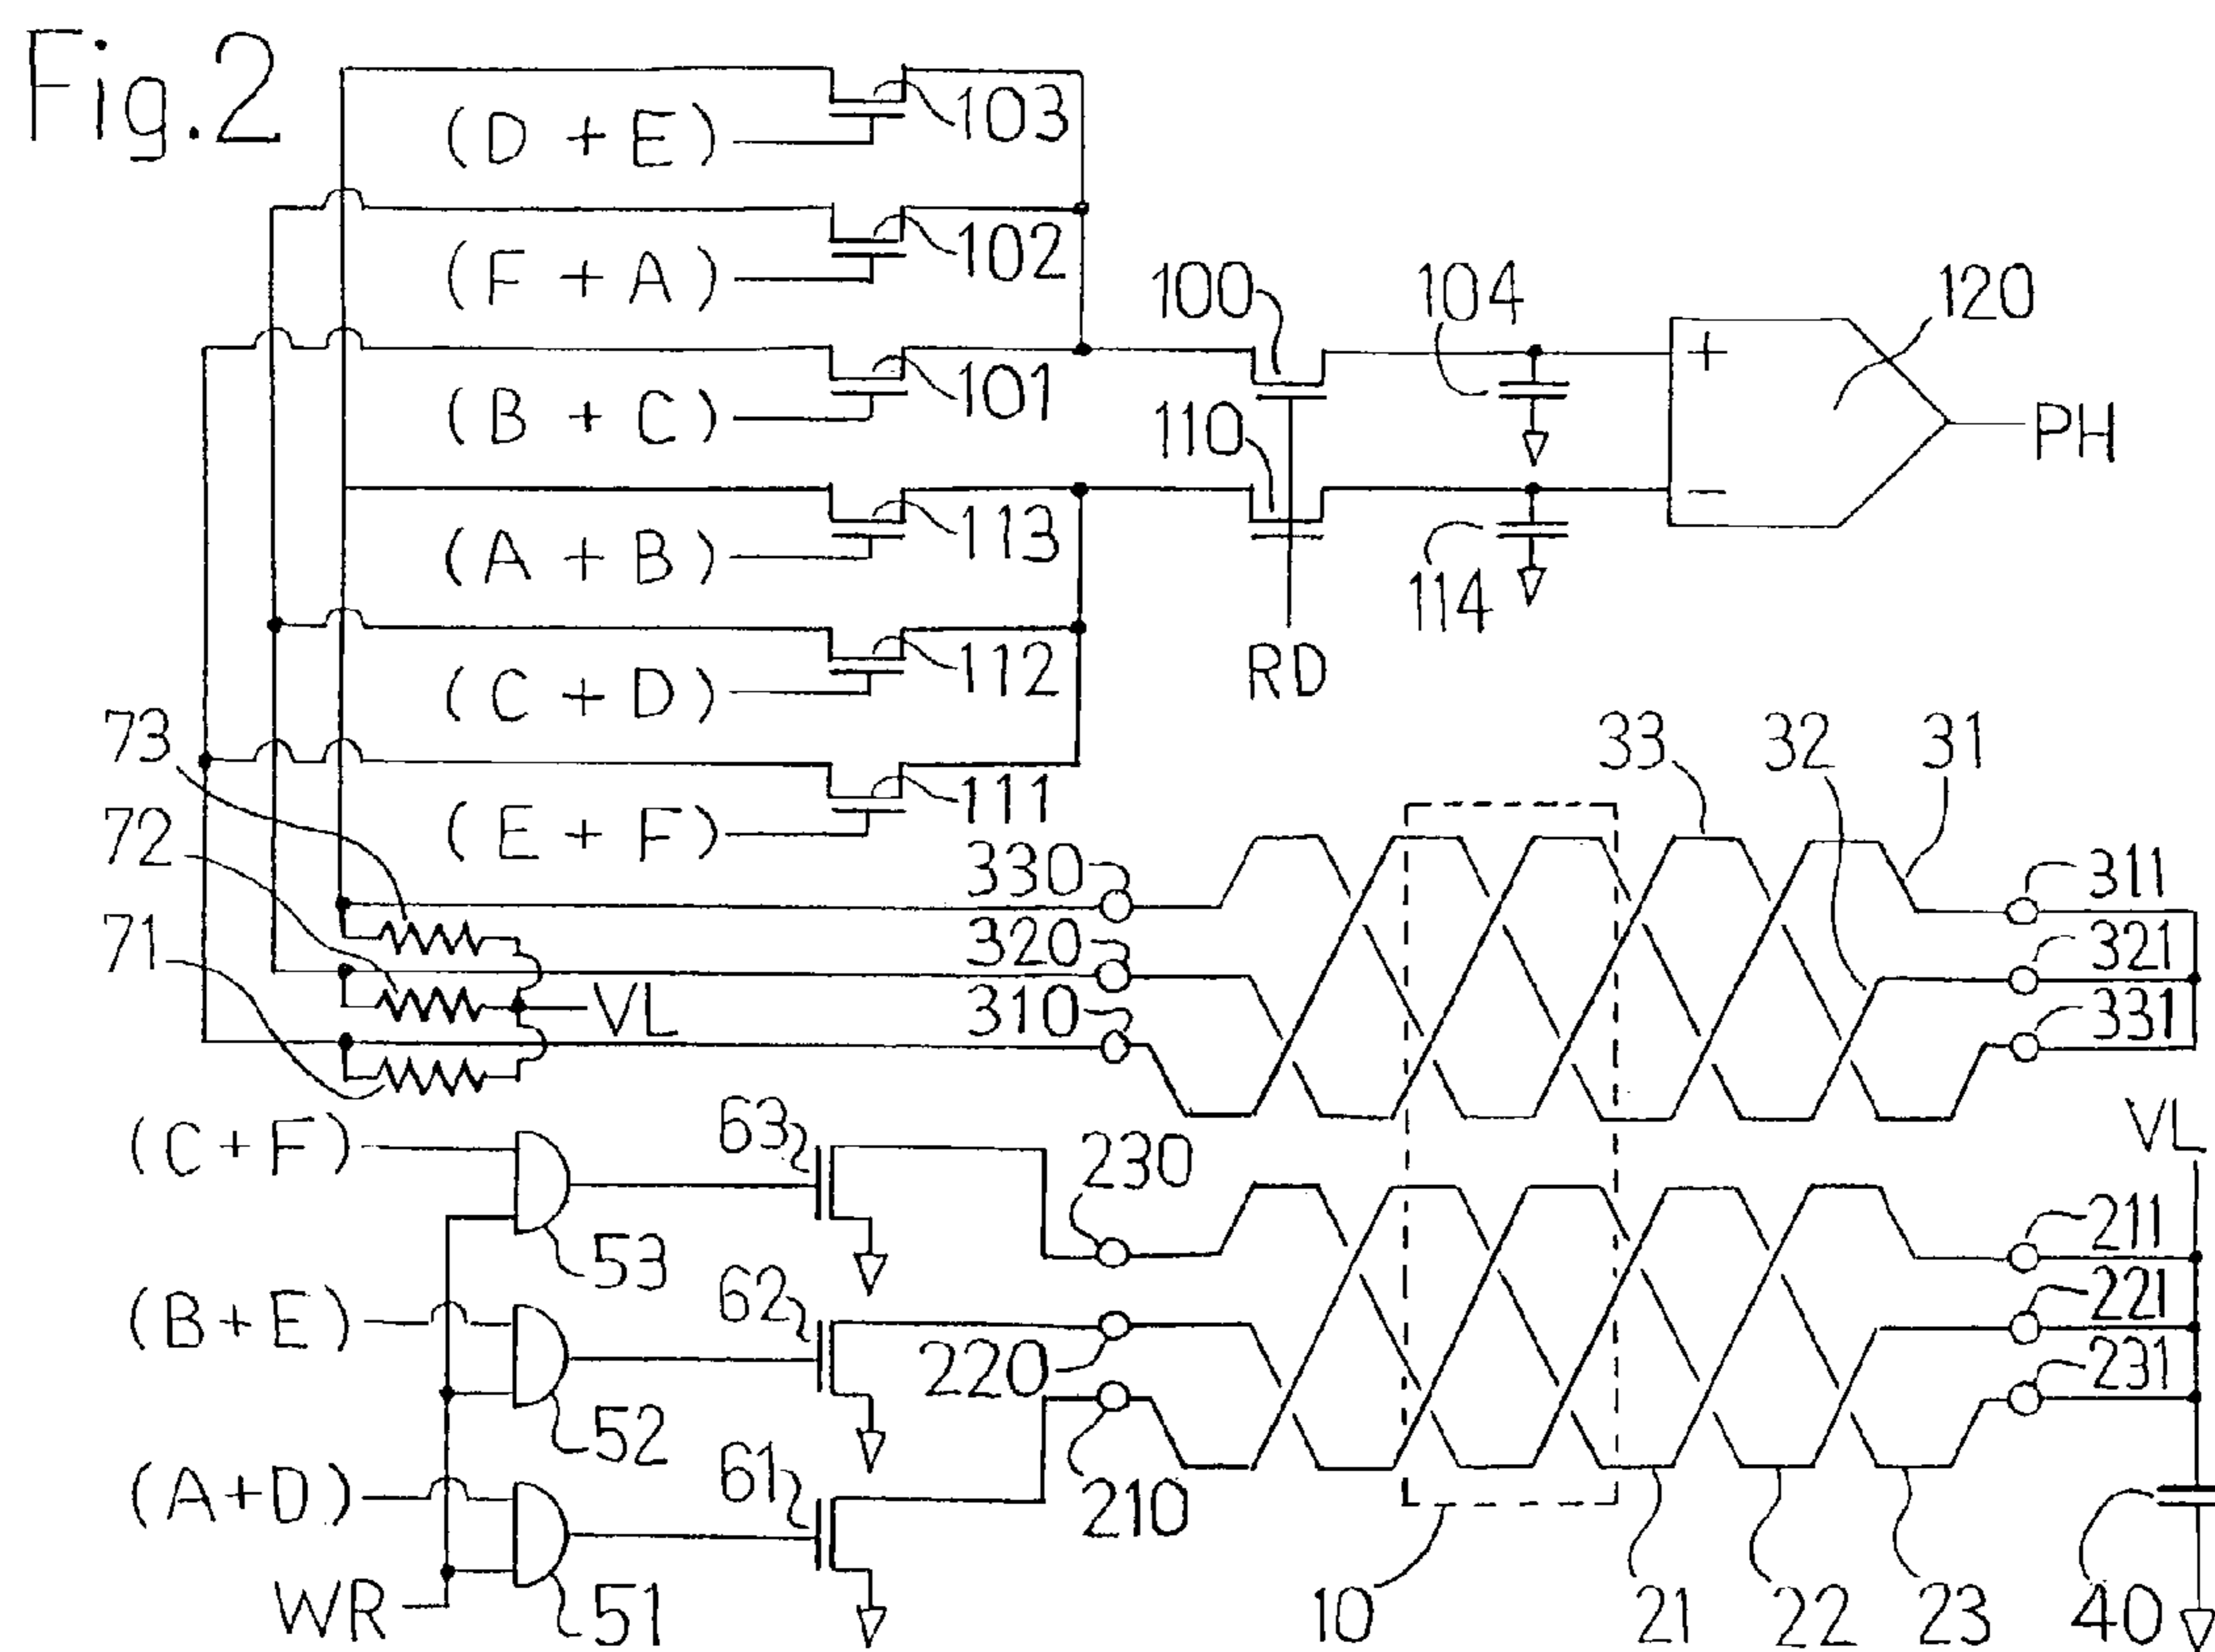 Fig.2
(D + E)
103
(F + A)
102
(B + C)
101
100
104
120
+
110
PH
(A + B)
113
−
114
(C + D)
112
RD
73
(E + F)
111
33
32
31
72
330
311
71
320
321
VL
310
331
(C+F)
63
230
VL
53
211
(B+E)
62
220
221
52
231
(A+D)
61
210
WR
51
10
21
22
23
40